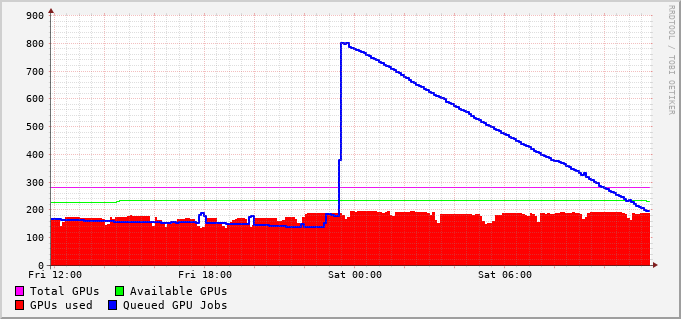 900
800
700
600
500
400
300
200
100
0
Fri 12:00 Fri 18:00 Sat 00:00 Sat 06:00
Total GPUs Available GPUs
GPUs used Queued GPU Jobs
RRDTOOL / TOBI OETIKER